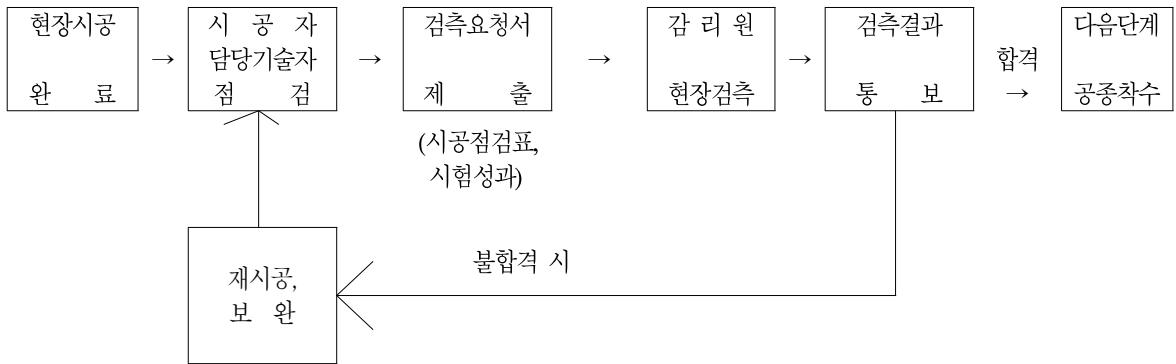 현장시공
완 료
→
시 공 자
담당기술자
점 검
→
검측요청서
제 출
(시공점검표,
시험성과)
→
감 리 원
현장검측
→
검측결과
통 보
합격
→
다음단계
공종착수
불합격 시
재시공,
보 완